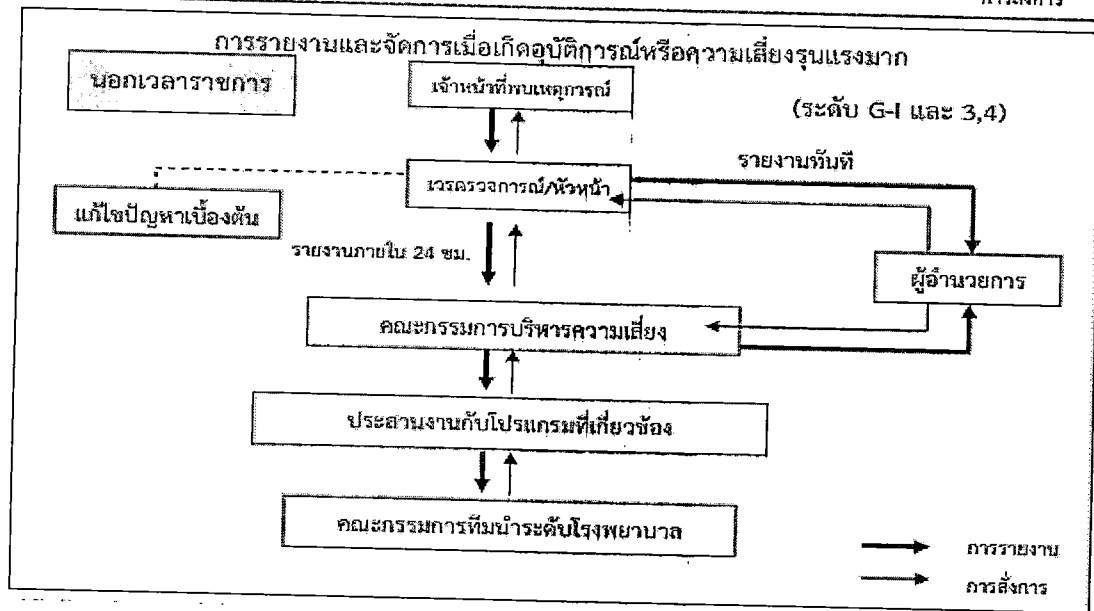 การสั่งการ
การรายงานและจัดการเมื่อเกิดอุบัติการณ์หรือความเสี่ยงรุนแรงมาก
นอกเวลาราชการ
เจ้าหน้าที่พบเหตุการณ์
(ระดับ G-I และ 3,4)
รายงานทันที
เวรตรวจการณ์/หัวหน้า
แก้ไขปัญหาเบื้องต้น
รายงานภายใน 24 ชม.
ผู้อำนวยการ
คณะกรรมการบริหารความเสี่ยง
ประสานงานกับโปรแกรมที่เกี่ยวข้อง
คณะกรรมการทีมนำระดับโรงพยาบาล
การรายงาน
การสั่งการ